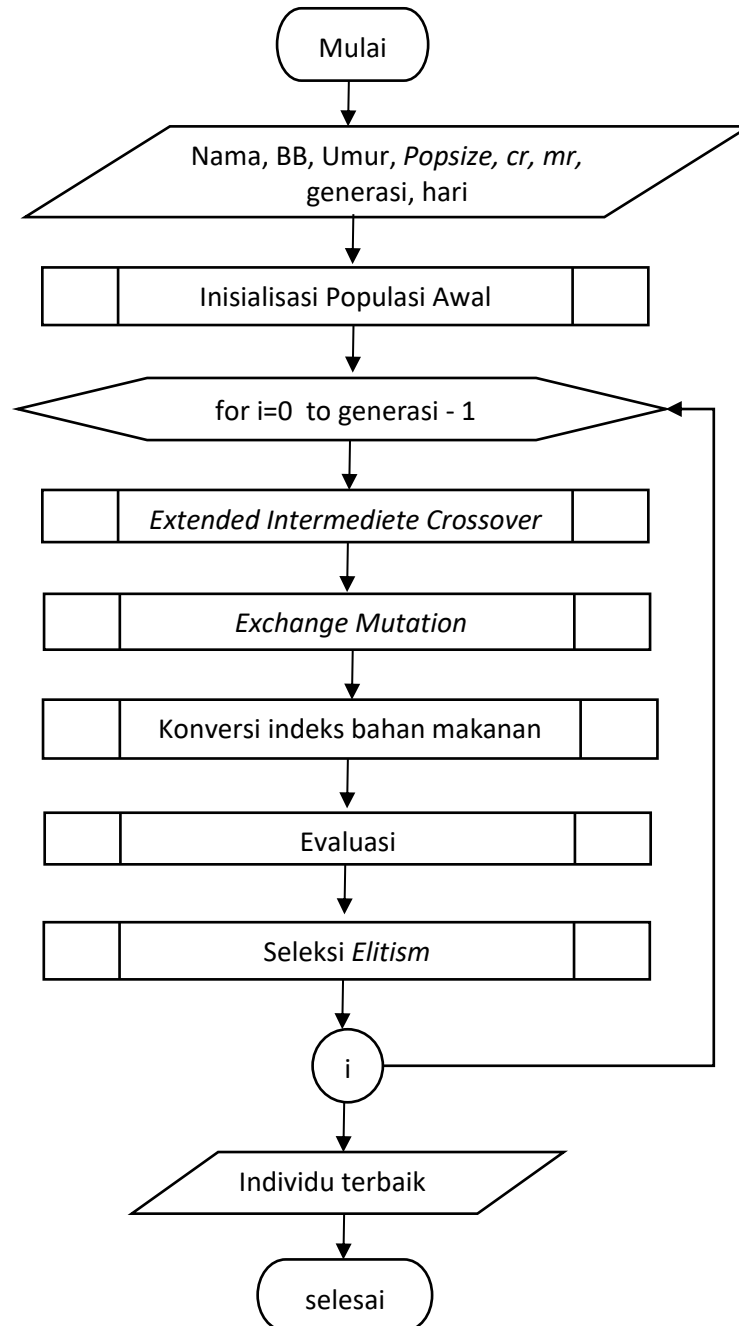 Mulai
Nama, BB, Umur, Popsize, cr, mr,
generasi, hari
Inisialisasi Populasi Awal
for i=0 to generasi - 1
Extended Intermediete Crossover
Exchange Mutation
Konversi indeks bahan makanan
Evaluasi
Seleksi Elitism
i
Individu terbaik
selesai